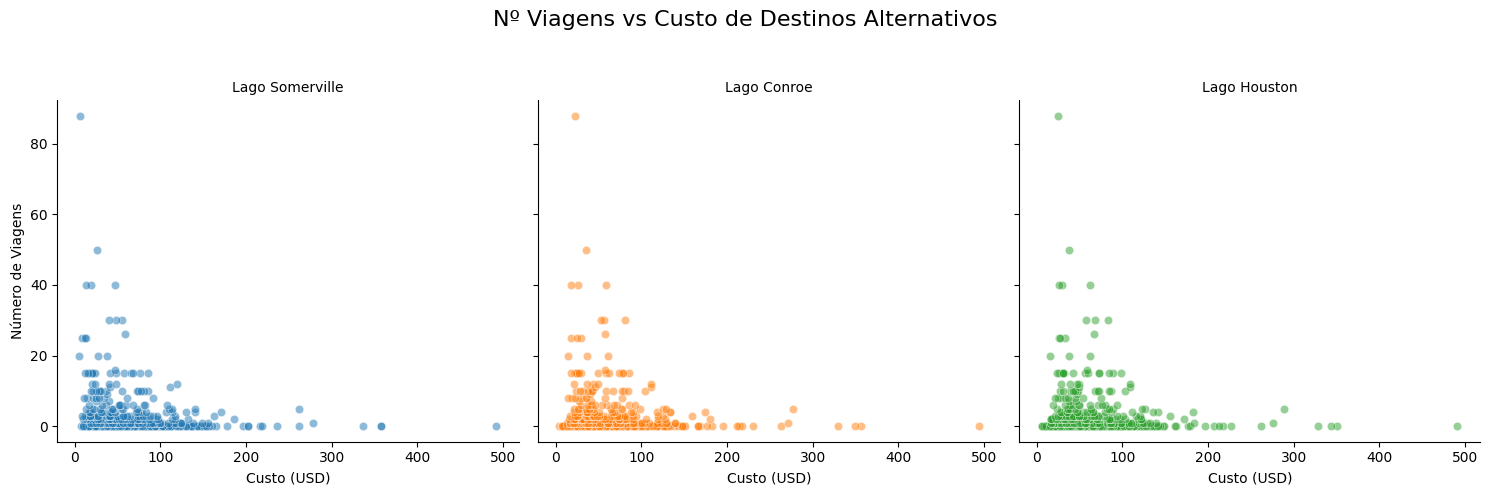 Nº Viagens vs Custo de Destinos Alternativos
Lago Somerville
Lago Conroe
Lago Houston
Número de Viagens
80
60
40
20
0
0 100 200 300 400 500
0 100 200 300 400 500
0 100 200 300 400 500
Custo (USD)
Custo (USD)
Custo (USD)